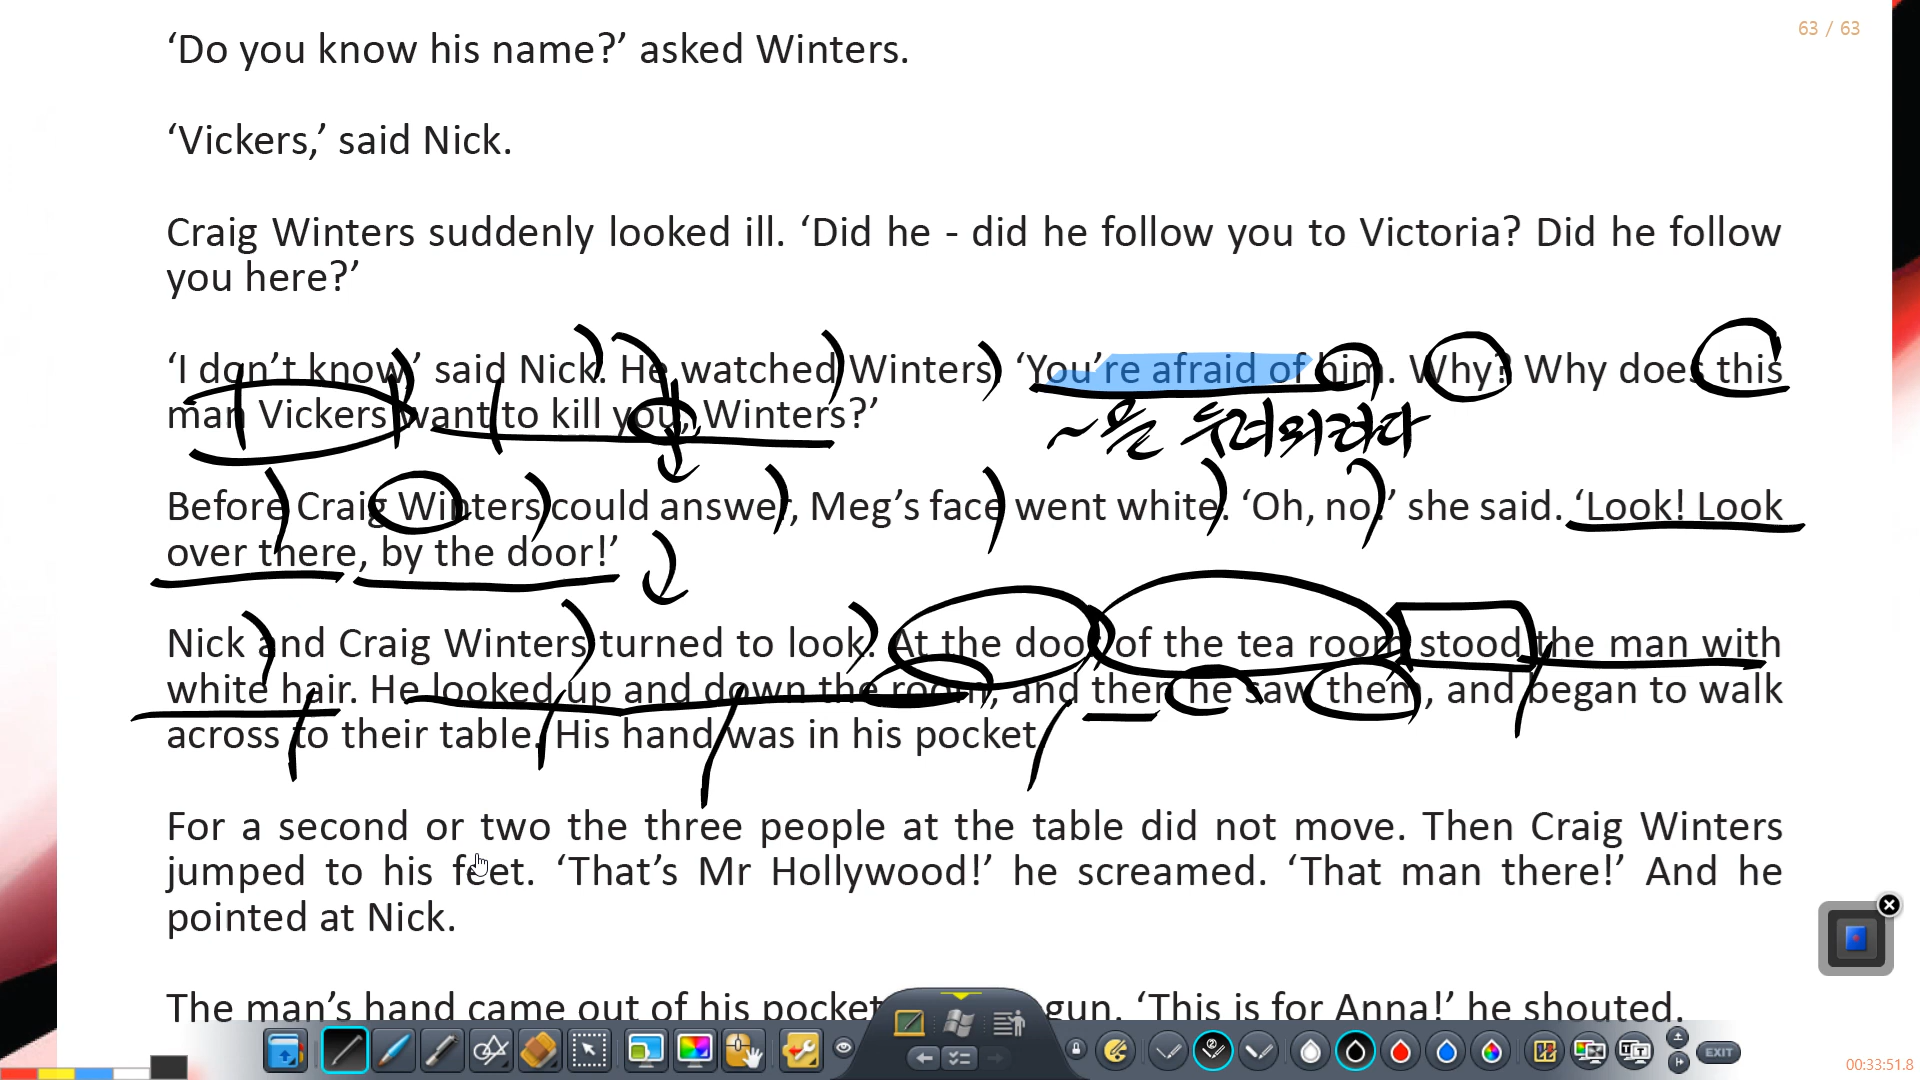 63 / 63
‘Do you know his name?’ asked Winters.
‘Vickers,’ said Nick.
Craig Winters suddenly looked ill. ‘Did he - did he follow you to Victoria? Did he follow
you here?’
‘I don’t know,’ said Nick. He watched Winters. ‘You’re afraid of him. Why? Why does this
man Vickers want to kill you, Winters?’
~을 두려워하다
Before Craig Winters could answer, Meg’s face went white. ‘Oh, no!’ she said. ‘Look! Look
over there, by the door!’
Nick and Craig Winters turned to look. At the door of the tea room stood the man with
white hair. He looked up and down the room, and then he saw them, and began to walk
across to their table. His hand was in his pocket.
For a second or two the three people at the table did not move. Then Craig Winters
jumped to his feet. ‘That’s Mr Hollywood!’ he screamed. ‘That man there!’ And he
pointed at Nick.
The man’s hand came out of his pocket gun. ‘This is for Anna!’ he shouted.
EXIT
00:33:51.8